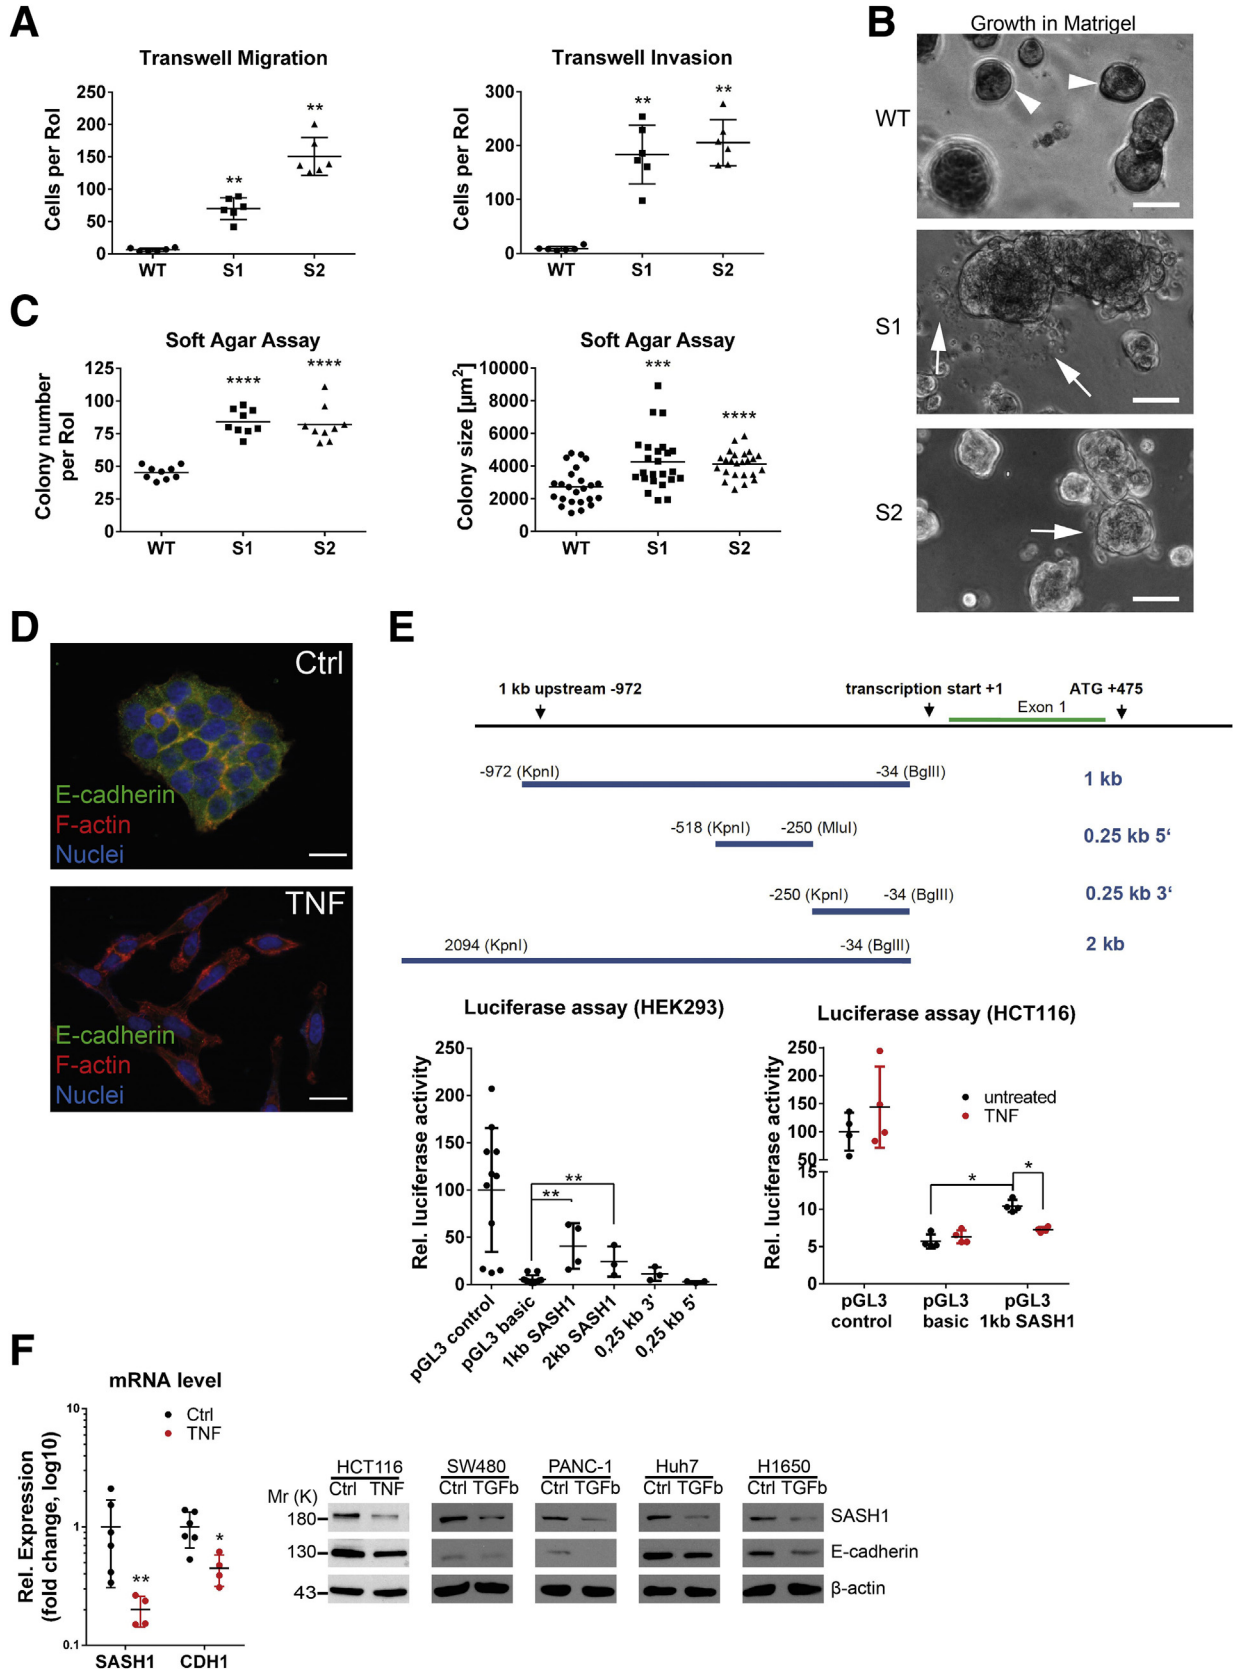 A
Transwell Migration
Cells per RoI
250
200
150
100
50
0
**
**
WT
S1
S2
Transwell Invasion
Cells per RoI
300
200
100
0
**
**
WT
S1
S2
B
Growth in Matrigel
WT
S1
S2
C
Soft Agar Assay
Colony number
per RoI
125
100
75
50
25
0
****
****
WT
S1
S2
Soft Agar Assay
Colony size [µm²]
10000
8000
6000
4000
2000
0
***
****
WT
S1
S2
D
Ctrl
E-cadherin
F-actin
Nuclei
TNF
E-cadherin
F-actin
Nuclei
E
1 kb upstream -972
transcription start +1
ATG +475
Exon 1
-972 (KpnI)
-34 (BglII)
1 kb
-518 (KpnI)
-250 (MluI)
0.25 kb 5‘
-250 (KpnI)
-34 (BglII)
0.25 kb 3‘
2094 (KpnI)
-34 (BglII)
2 kb
Luciferase assay (HEK293)
Rel. luciferase activity
250
200
150
100
50
0
**
**
pGL3 control
pGL3 basic
1kb SASH1
2kb SASH1
0,25 kb 3'
0,25 kb 5'
Luciferase assay (HCT116)
Rel. luciferase activity
250
200
150
100
50
15
10
5
0
untreated
TNF
*
*
pGL3
control
pGL3
basic
pGL3
1kb SASH1
F
mRNA level
Rel. Expression
(fold change, log10)
10
1
0.1
Ctrl
TNF
**
*
SASH1
CDH1
HCT116
SW480
PANC-1
Huh7
H1650
Ctrl TNF
Ctrl TGFb
Ctrl TGFb
Ctrl TGFb
Ctrl TGFb
Mr (K)
180
SASH1
130
E-cadherin
43
β-actin